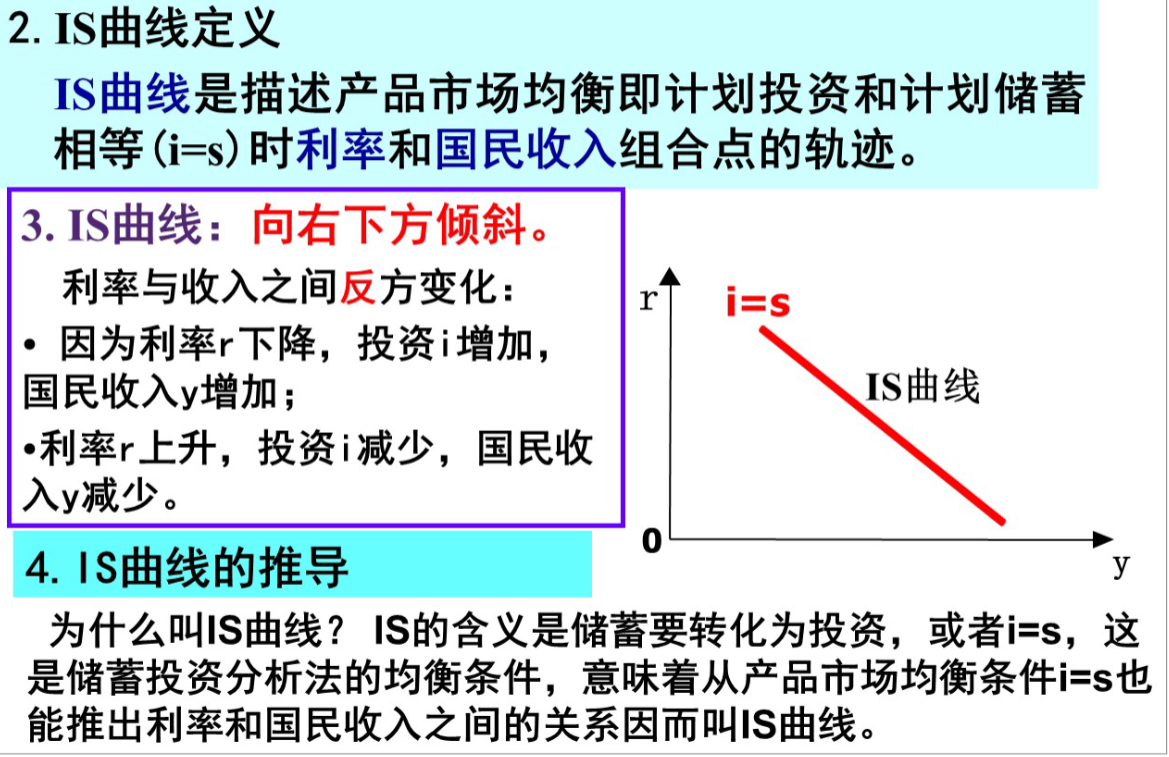 2. IS曲线定义
IS曲线是描述产品市场均衡即计划投资和计划储蓄
相等(i=s)时利率和国民收入组合点的轨迹。
3. IS曲线：向右下方倾斜。
利率与收入之间反方变化：
• 因为利率r下降，投资i增加，
国民收入y增加；
•利率r上升，投资i减少，国民收
入y减少。
r
i=s
IS曲线
0
y
4. IS曲线的推导
为什么叫IS曲线？ IS的含义是储蓄要转化为投资，或者i=s，这
是储蓄投资分析法的均衡条件，意味着从产品市场均衡条件i=s也
能推出利率和国民收入之间的关系因而叫IS曲线。